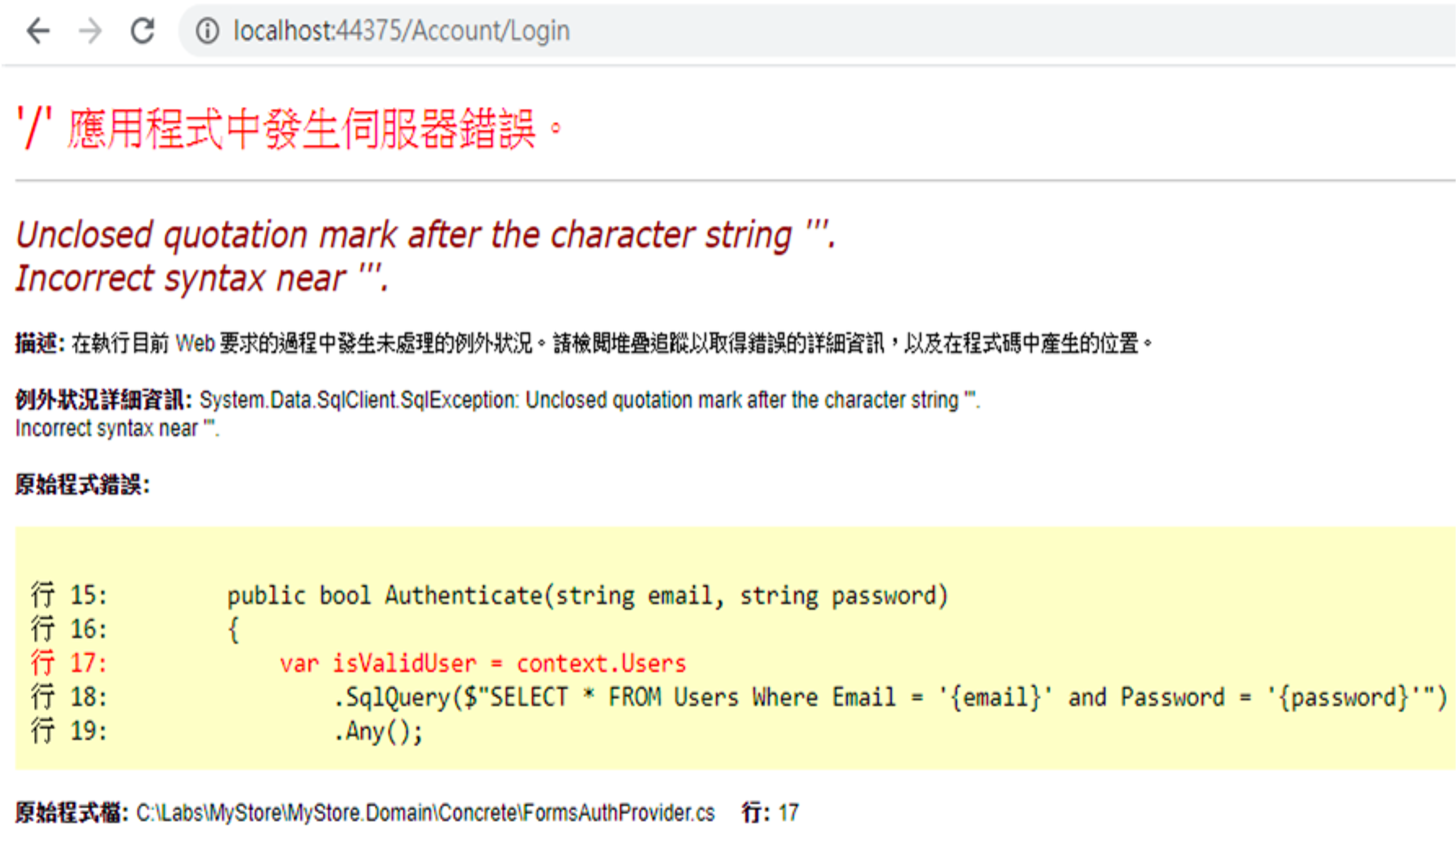 localhost:44375/Account/Login
'/' 應用程式中發生伺服器錯誤。
Unclosed quotation mark after the character string '''.
Incorrect syntax near '''.
描述: 在執行目前 Web 要求的過程中發生未處理的例外狀況。請檢閱堆疊追蹤以取得錯誤的詳細資訊，以及在程式碼中產生的位置。
例外狀況詳細資訊: System.Data.SqlClient.SqlException: Unclosed quotation mark after the character string '''.
Incorrect syntax near '''.
原始程式錯誤:
行 15:        public bool Authenticate(string email, string password)
行 16:        {
行 17:            var isValidUser = context.Users
行 18:                .SqlQuery($"SELECT * FROM Users Where Email = '{email}' and Password = '{password}'")
行 19:                .Any();
原始程式檔: C:\Labs\MyStore\MyStore.Domain\Concrete\FormsAuthProvider.cs    行: 17